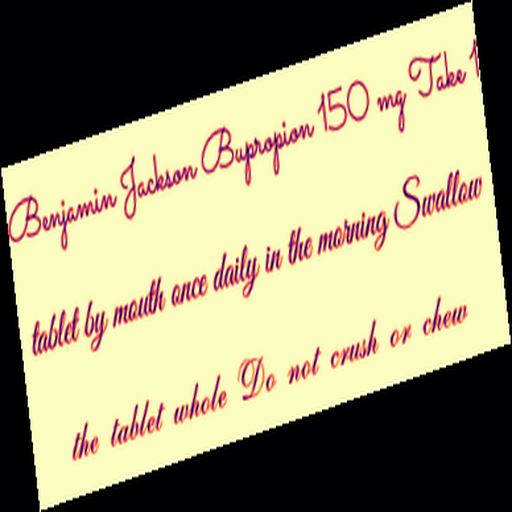 Benjamin Jackson Bupropion 150 mg Take 1
tablet by mouth once daily in the morning Swallow
the tablet whole Do not crush or chew